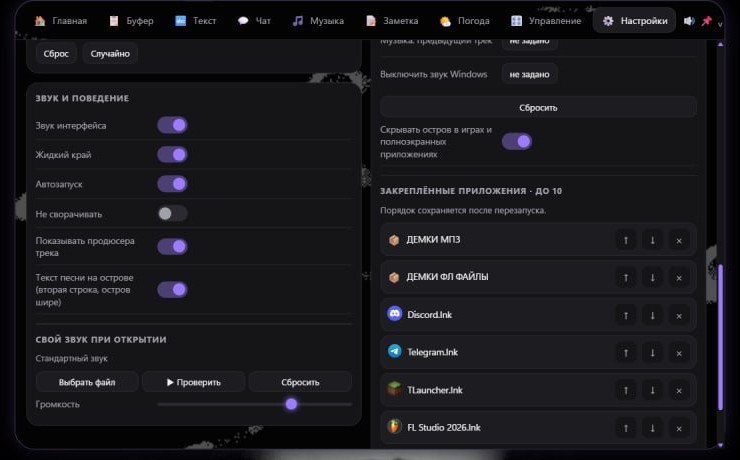 Главная
Буфер
Текст
Чат
Музыка
Заметка
Погода
Управление
Настройки
Сброс
Случайно
ЗВУК И ПОВЕДЕНИЕ
Звук интерфейса
Жидкий край
Автозапуск
Не сворачивать
Показывать продюсера
трека
Текст песни на острове
(вторая строка, остров
шире)
СВОЙ ЗВУК ПРИ ОТКРЫТИИ
Стандартный звук
Выбрать файл
▶ Проверить
Сбросить
Громкость
Музыка: предыдущий трек
не задано
Выключить звук Windows
не задано
Сбросить
Скрывать остров в играх и
полноэкранных
приложениях
ЗАКРЕПЛЁННЫЕ ПРИЛОЖЕНИЯ · ДО 10
Порядок сохраняется после перезапуска.
ДЕМКИ МПЗ
↑ ↓ ×
ДЕМКИ ФЛ ФАЙЛЫ
↑ ↓ ×
Discord.lnk
↑ ↓ ×
Telegram.lnk
↑ ↓ ×
TLauncher.lnk
↑ ↓ ×
FL Studio 2026.lnk
↑ ↓ ×